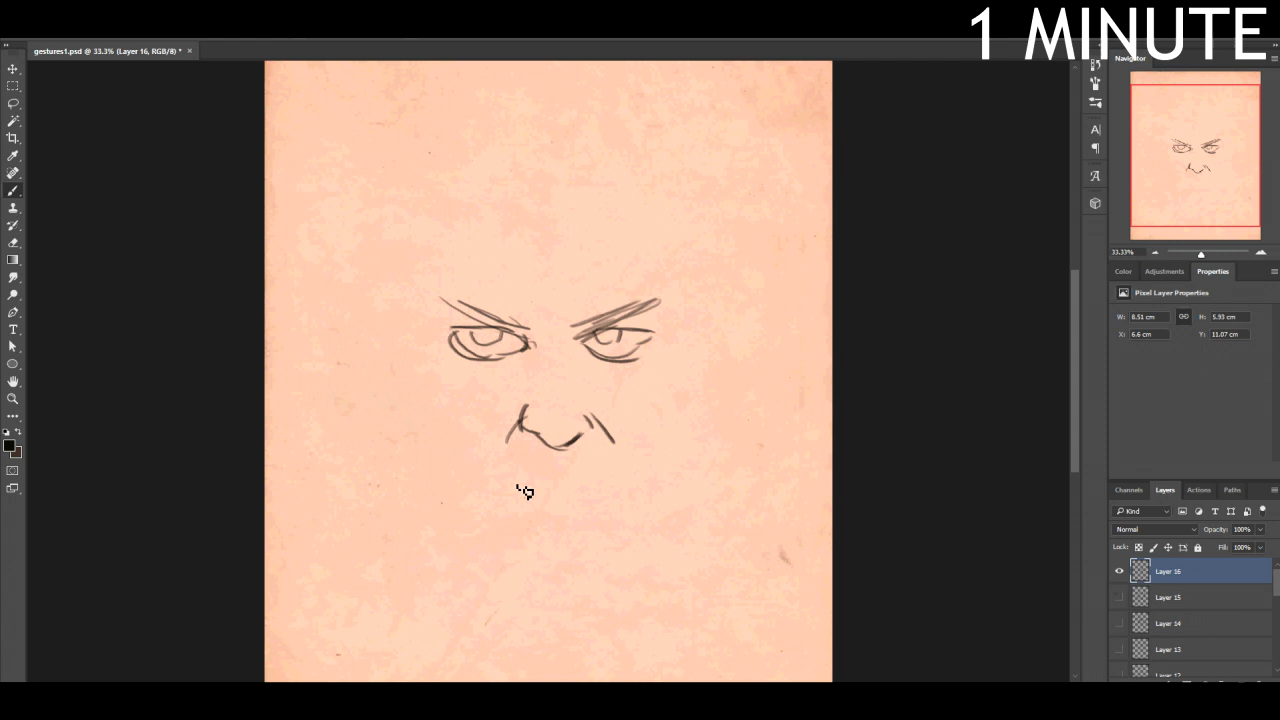 1 MINUTE
gestures1.psd @ 33.3% (Layer 16, RGB/8) * ×
Navigator
33.33%
Color Adjustments Properties
Pixel Layer Properties
W: 8.51 cm H: 5.93 cm
X: 6.6 cm Y: 11.07 cm
Channels Layers Actions Paths
Kind
Normal Opacity: 100%
Lock: Fill: 100%
Layer 16
Layer 15
Layer 14
Layer 13
Layer 12